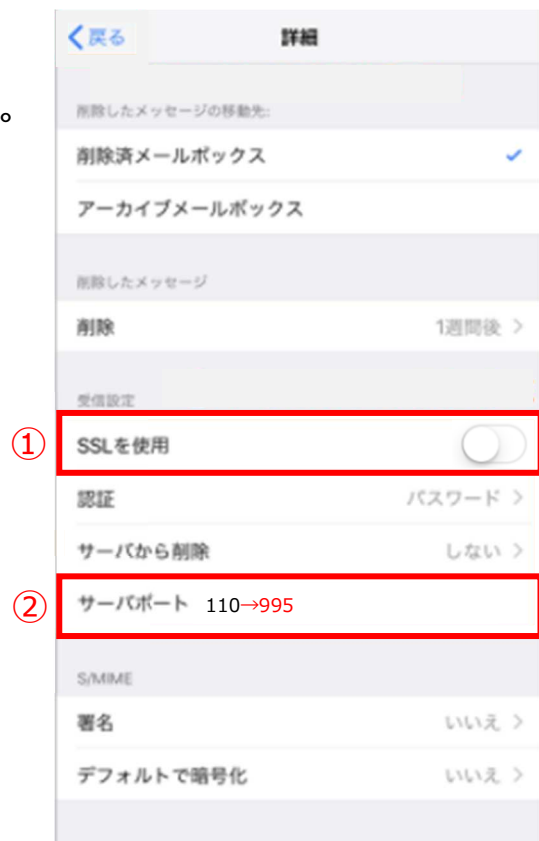 戻る 詳細
。
削除したメッセージの移動先:
削除済メールボックス
アーカイブメールボックス
削除したメッセージ
削除 1週間後
受信設定
① SSLを使用
認証 パスワード
サーバから削除 しない
② サーバポート 110→995
S/MIME
署名 いいえ
デフォルトで暗号化 いいえ